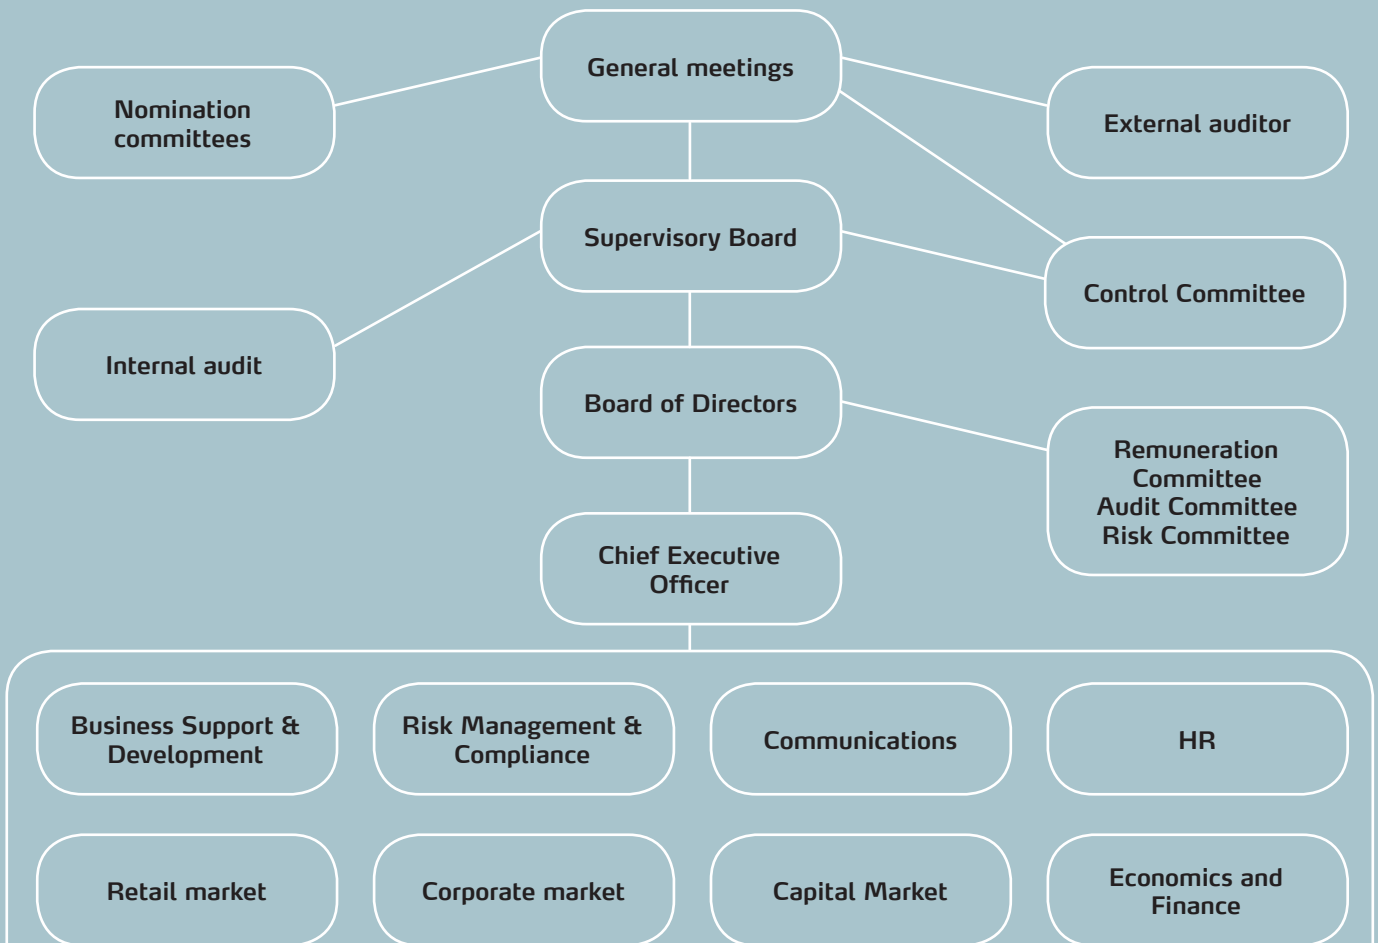 General meetings
Nomination
committees
External auditor
Supervisory Board
Control Committee
Internal audit
Board of Directors
Remuneration
Committee
Audit Committee
Risk Committee
Chief Executive
Officer
Business Support &
Development
Risk Management &
Compliance
Communications
HR
Retail market
Corporate market
Capital Market
Economics and
Finance